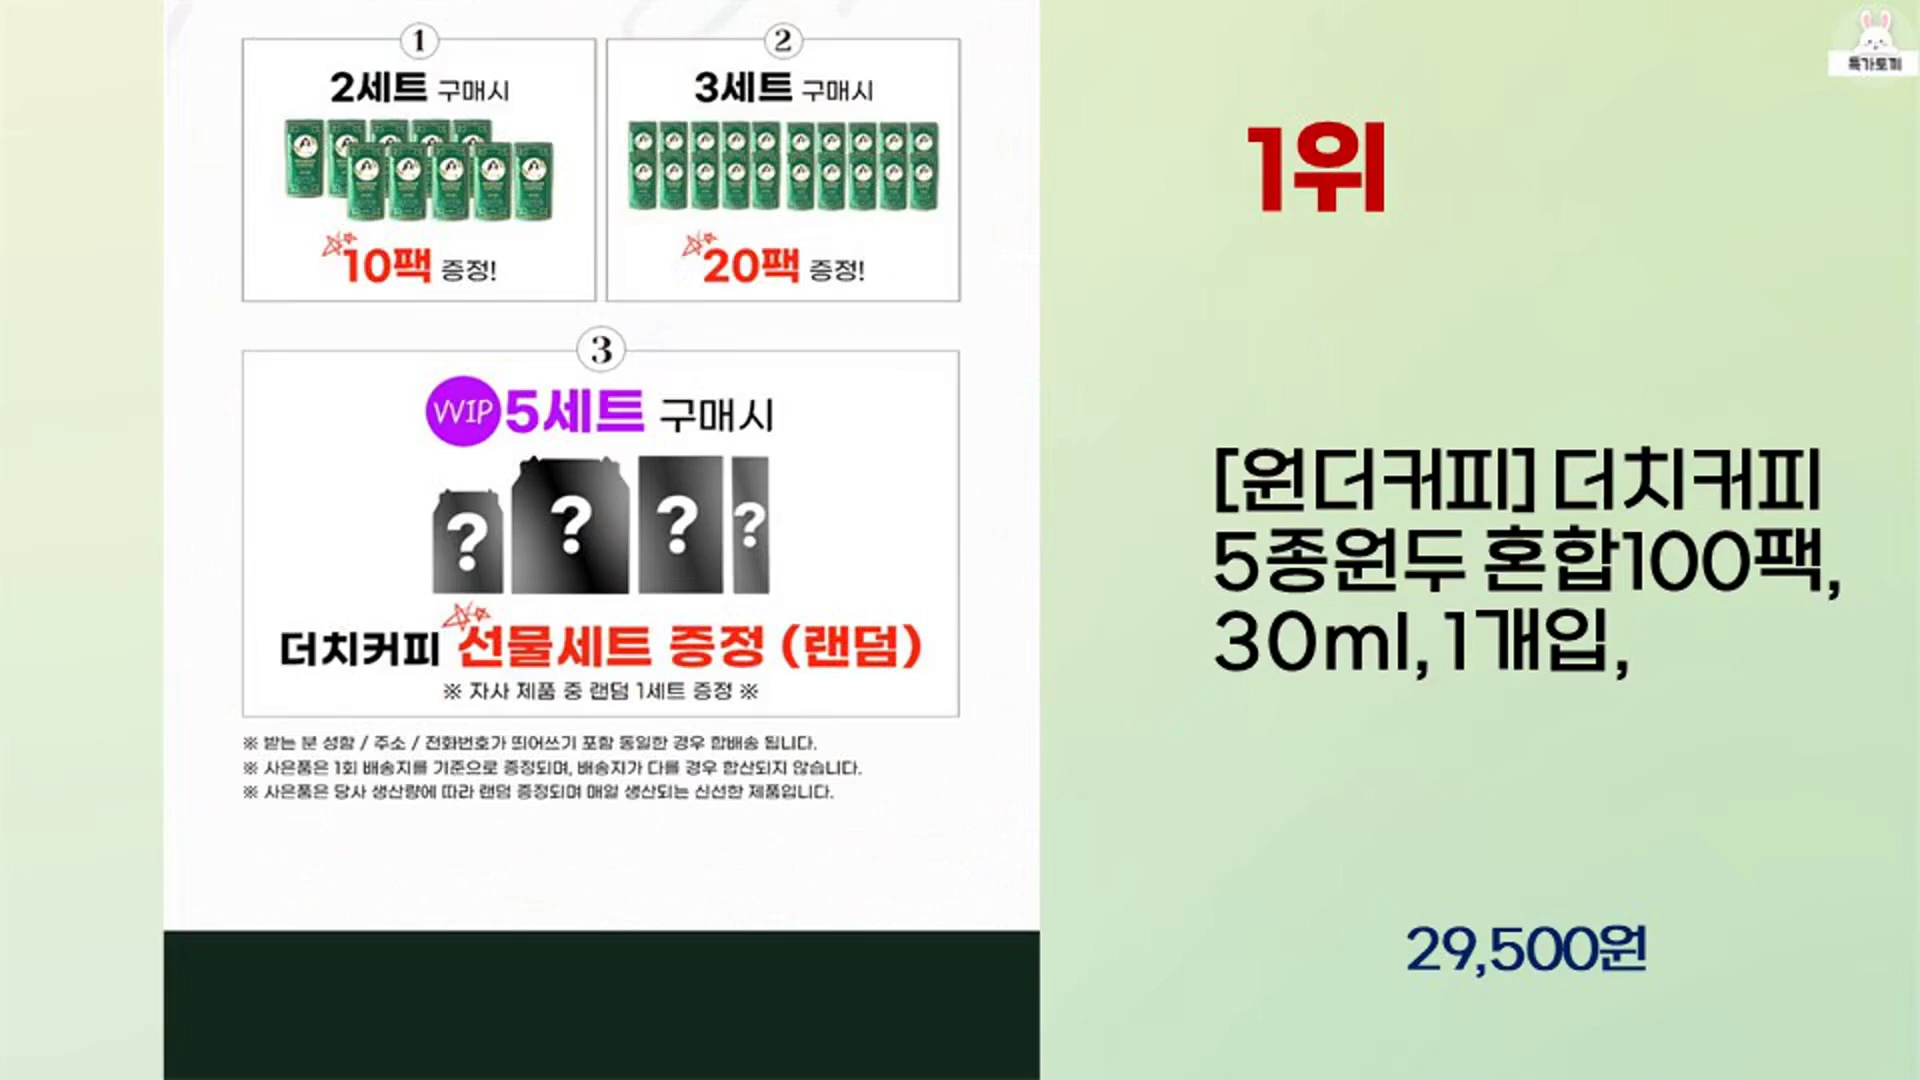 1
2세트 구매시
10팩 증정!
2
3세트 구매시
20팩 증정!
3
VVIP 5세트 구매시
? ? ? ?
더치커피 선물세트 증정 (랜덤)
※ 자사 제품 중 랜덤 1세트 증정 ※
※ 받는 분 성함 / 주소 / 전화번호가 띄어쓰기 포함 동일한 경우 합배송 됩니다.
※ 사은품은 1회 배송지를 기준으로 증정되며, 배송지가 다를 경우 합산되지 않습니다.
※ 사은품은 당사 생산량에 따라 랜덤 증정되며 매일 생산되는 신선한 제품입니다.
특가토끼
1위
[원더커피] 더치커피
5종원두 혼합100팩,
30ml, 1개입,
29,500원